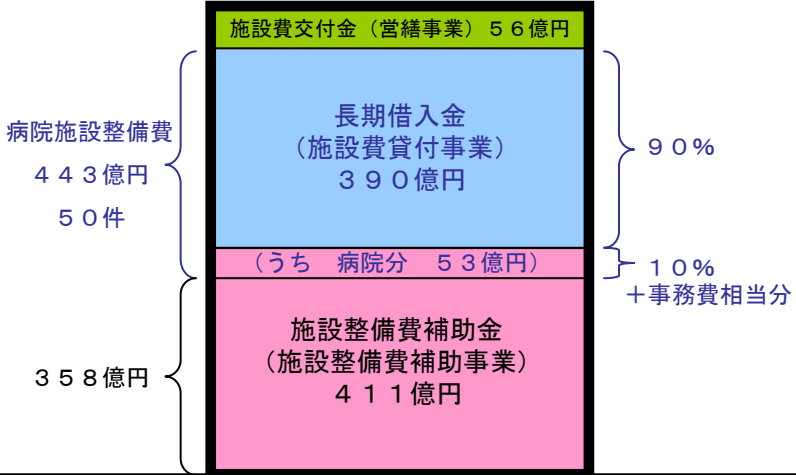 施設費交付金（営繕事業）５６億円
病院施設整備費
４４３億円
５０件
長期借入金
（施設費貸付事業）
３９０億円
９０％
（うち　病院分　５３億円）
１０％
＋事務費相当分
施設整備費補助金
（施設整備費補助事業）
４１１億円
３５８億円